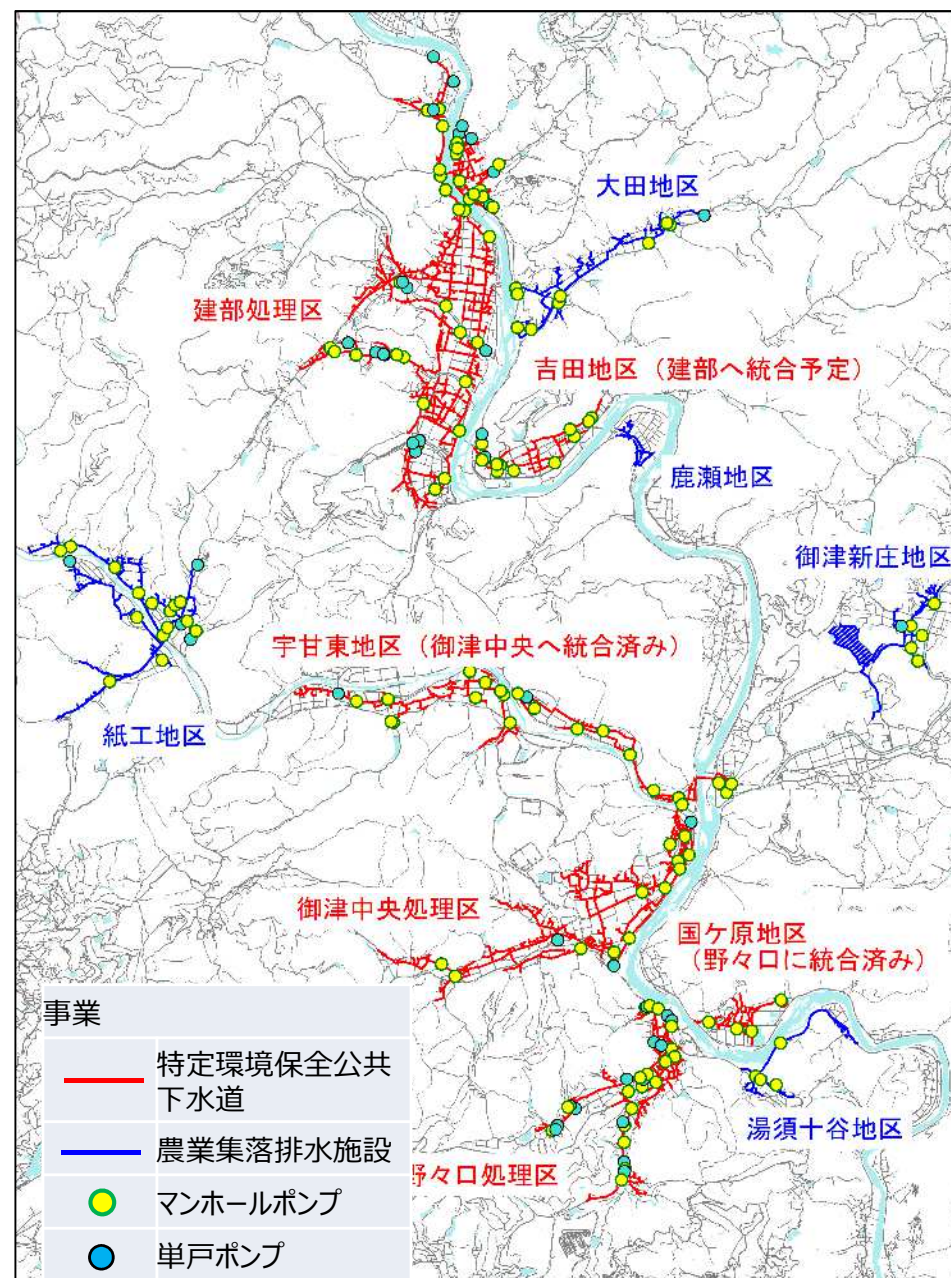 大田地区
建部処理区
吉田地区（建部へ統合予定）
鹿瀬地区
御津新庄地区
宇甘東地区（御津中央へ統合済み）
紙工地区
御津中央処理区
国ケ原地区
（野々口に統合済み）
湯須十谷地区
野々口処理区
事業
特定環境保全公共
下水道
農業集落排水施設
マンホールポンプ
単戸ポンプ